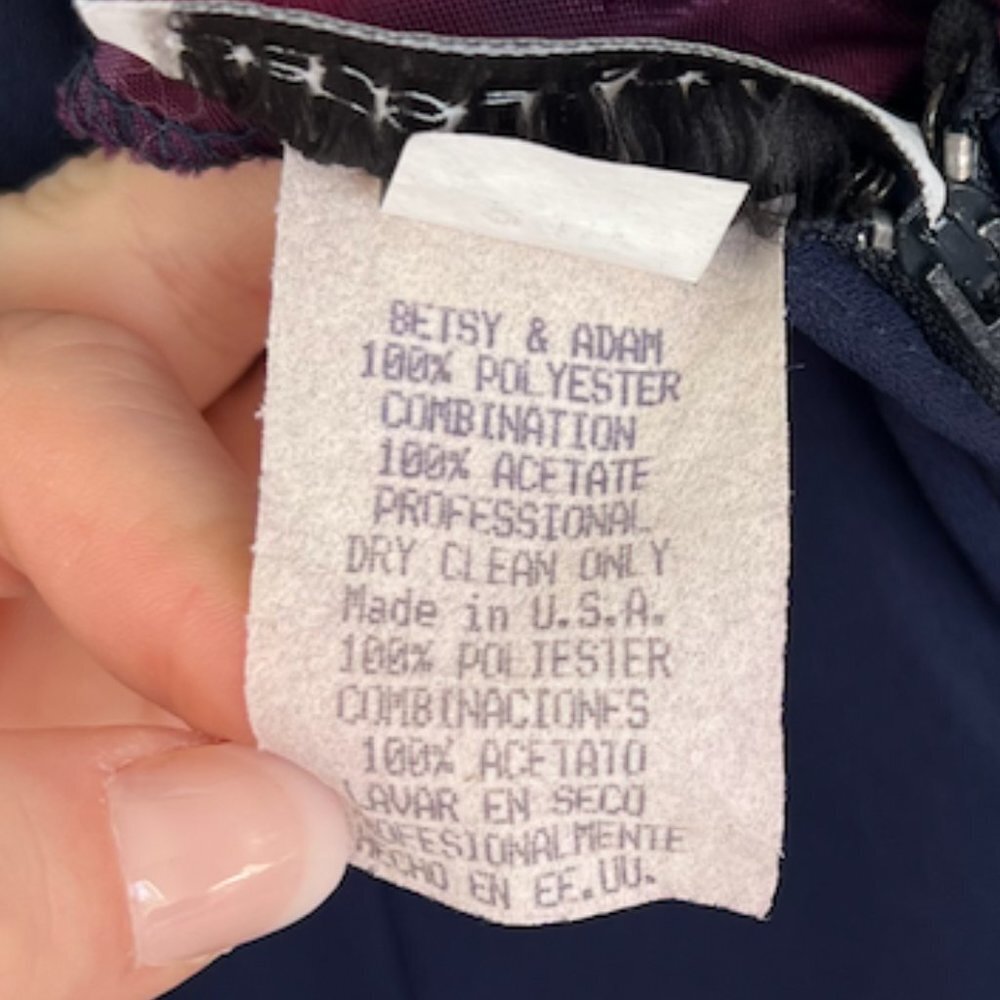 BETSY & ADAM
100% POLYESTER
COMBINATION
100% ACETATE
PROFESSIONAL
DRY CLEAN ONLY
Made in U.S.A.
100% POLIESTER
COMBINACIONES
100% ACETATO
LAVAR EN SECO
PROFESIONALMENTE
HECHO EN EE.UU.